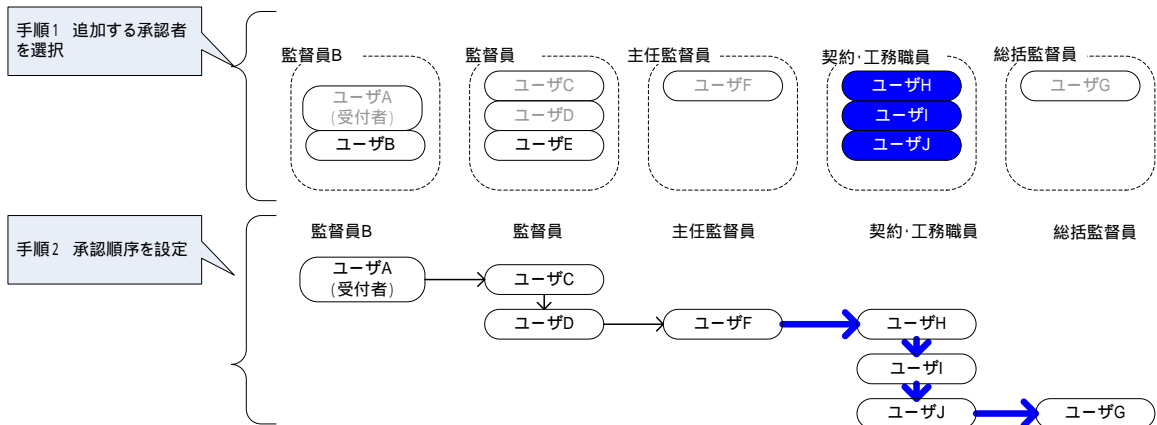 手順1 追加する承認者
を選択
監督員B
監督員
主任監督員
契約・工務職員
総括監督員
ユーザA
(受付者)
ユーザB
ユーザC
ユーザD
ユーザE
ユーザF
ユーザH
ユーザI
ユーザJ
ユーザG
手順2 承認順序を設定
監督員B
監督員
主任監督員
契約・工務職員
総括監督員
ユーザA
(受付者)
ユーザC
ユーザD
ユーザF
ユーザH
ユーザI
ユーザJ
ユーザG